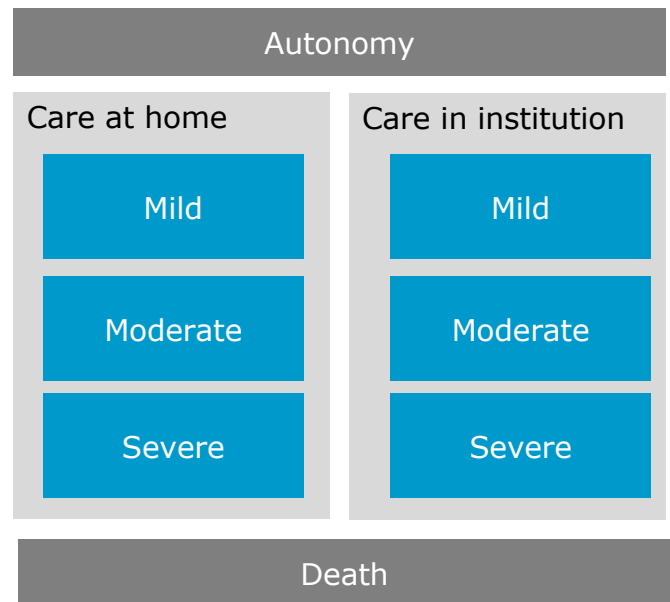 Autonomy
Care at home
Mild
Moderate
Severe
Care in institution
Mild
Moderate
Severe
Death